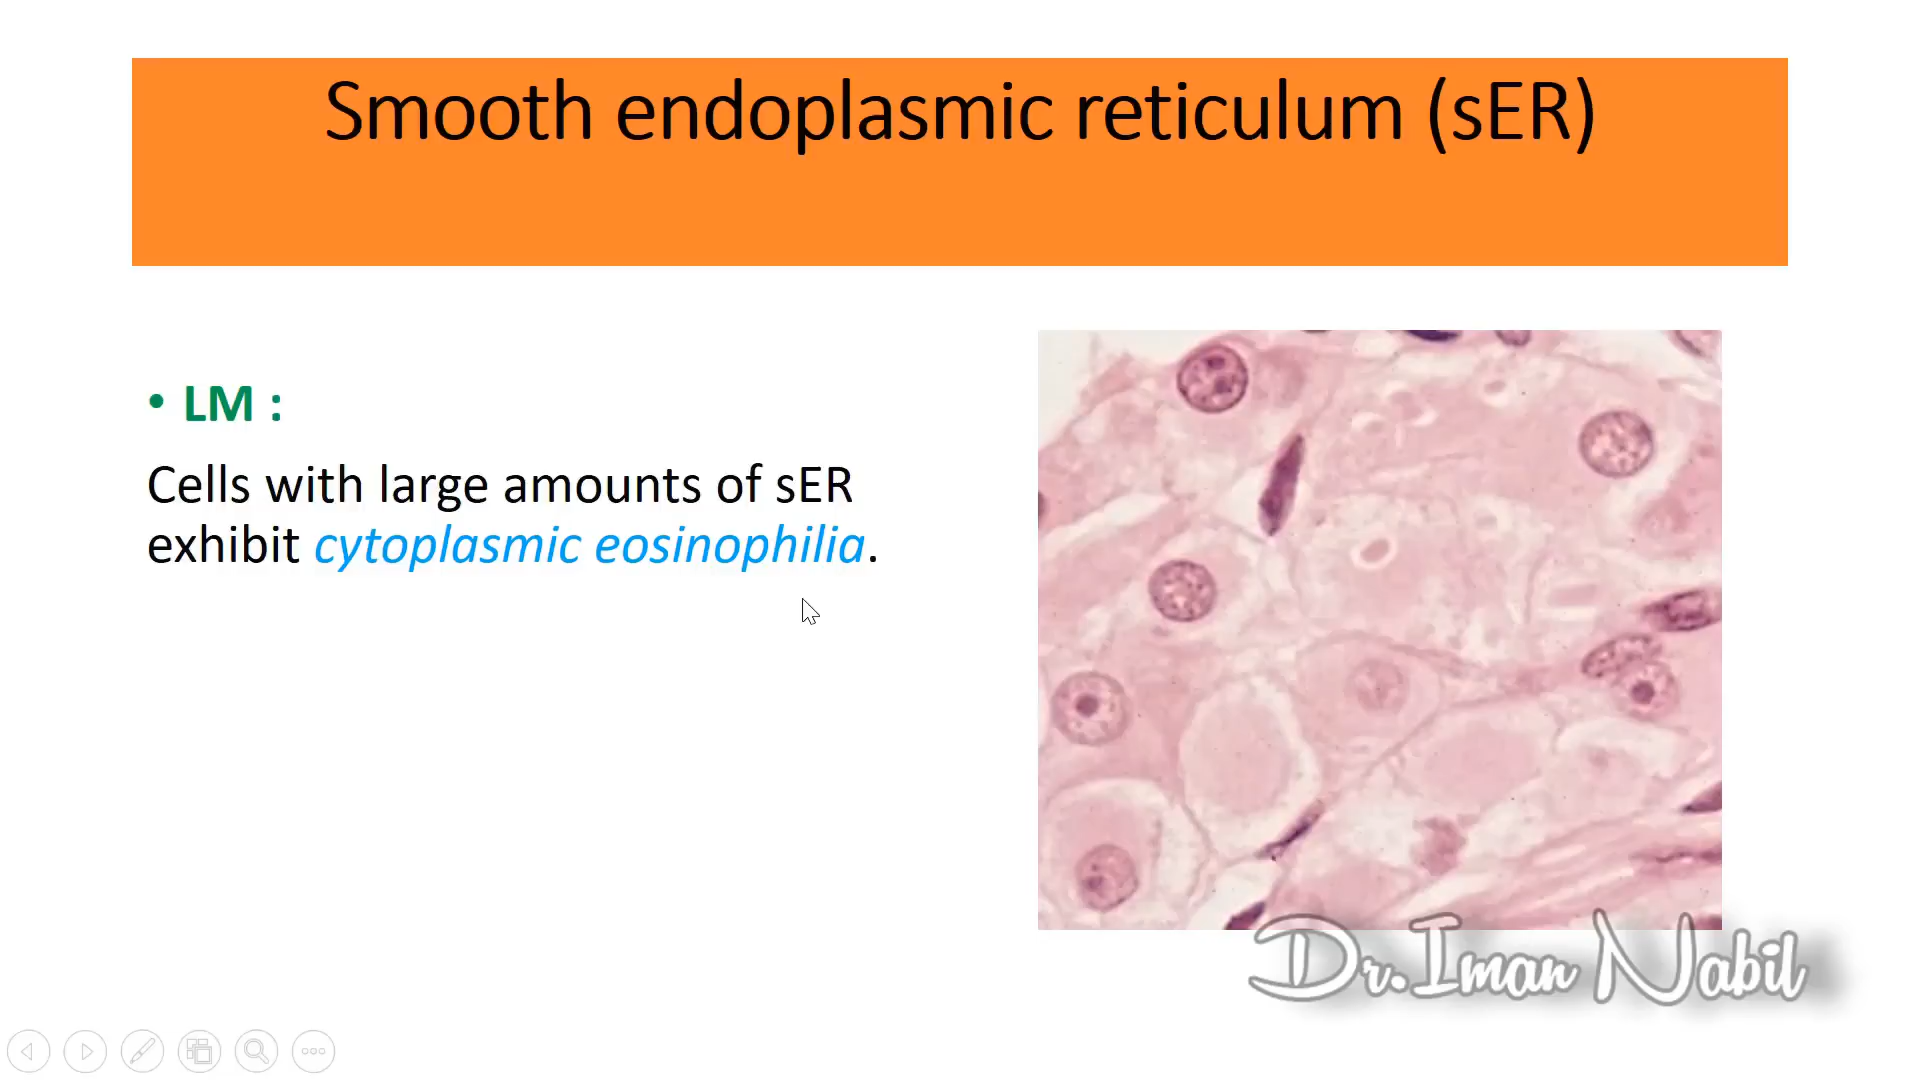 Smooth endoplasmic reticulum (sER)
• LM :
Cells with large amounts of sER
exhibit cytoplasmic eosinophilia.
Dr.Iman Nabil